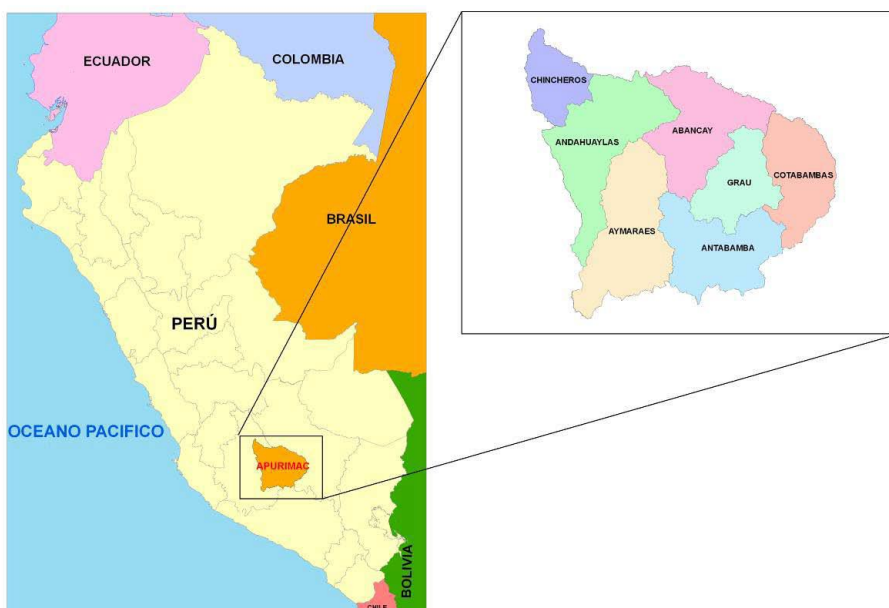 ECUADOR
COLOMBIA
BRASIL
PERÚ
OCEANO PACIFICO
APURIMAC
BOLIVIA
CHILE
CHINCHEROS
ANDAHUAYLAS
ABANCAY
COTABAMBAS
GRAU
AYMARAES
ANTABAMBA